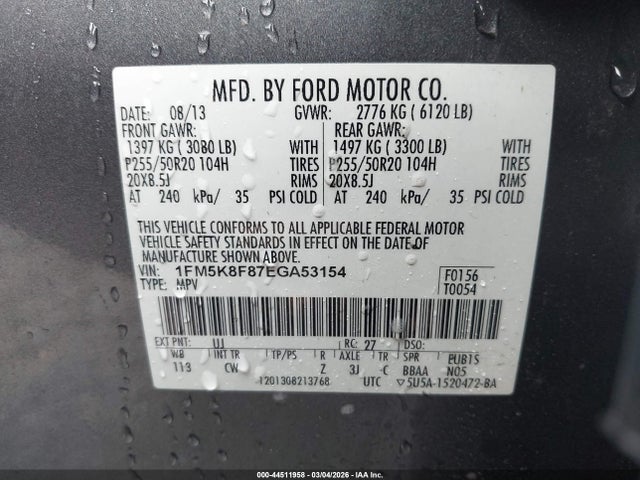 MFD. BY FORD MOTOR CO.
DATE: 08/13 GVWR: 2776 KG ( 6120 LB)
FRONT GAWR: REAR GAWR:
1397 KG ( 3080 LB) WITH 1497 KG ( 3300 LB) WITH
P255/50R20 104H TIRES P255/50R20 104H TIRES
20X8.5J RIMS 20X8.5J RIMS
AT 240 kPa/ 35 PSI COLD AT 240 kPa/ 35 PSI COLD
THIS VEHICLE CONFORMS TO ALL APPLICABLE FEDERAL MOTOR
VEHICLE SAFETY STANDARDS IN EFFECT ON THE DATE OF
MANUFACTURE SHOWN ABOVE.
VIN: 1FM5K8F87EGA53154 F0156
TYPE: MPV T0054
EXT PNT: UJ RC: 27 DSO:
WB INT TR TP/PS R AXLE TR SPR PUB1S
113 CW Z 3J -C BBAA N05
1201308213768 UTC 5U5A-1520472-BA
000-44511958 - 03/04/2026 - IAA Inc.